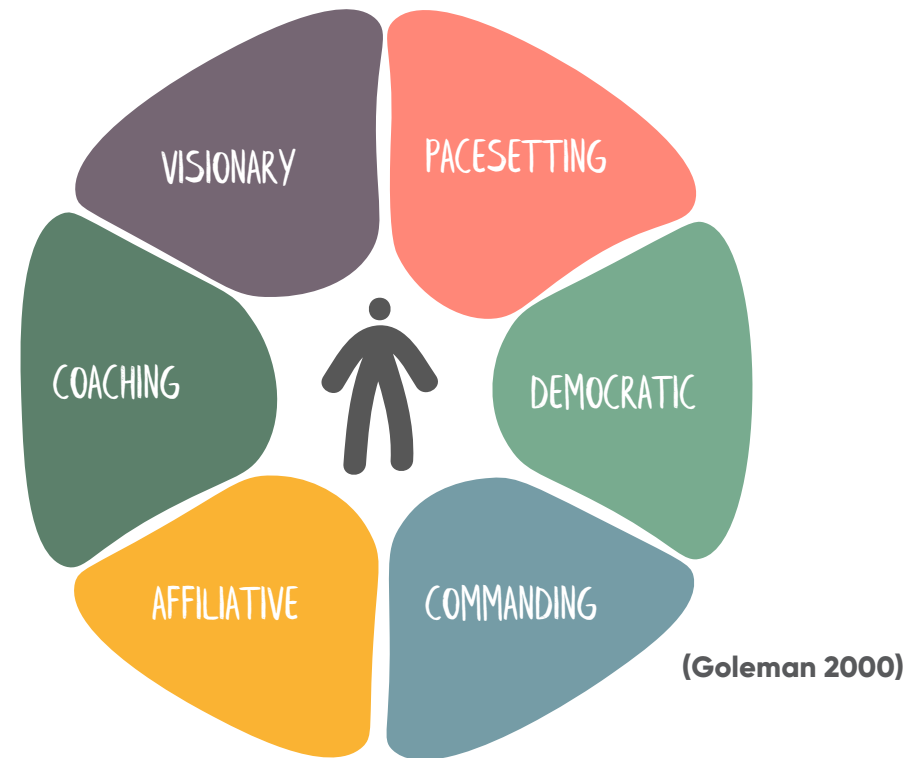 VISIONARY
PACESETTING
COACHING
DEMOCRATIC
AFFILIATIVE
COMMANDING
(Goleman 2000)